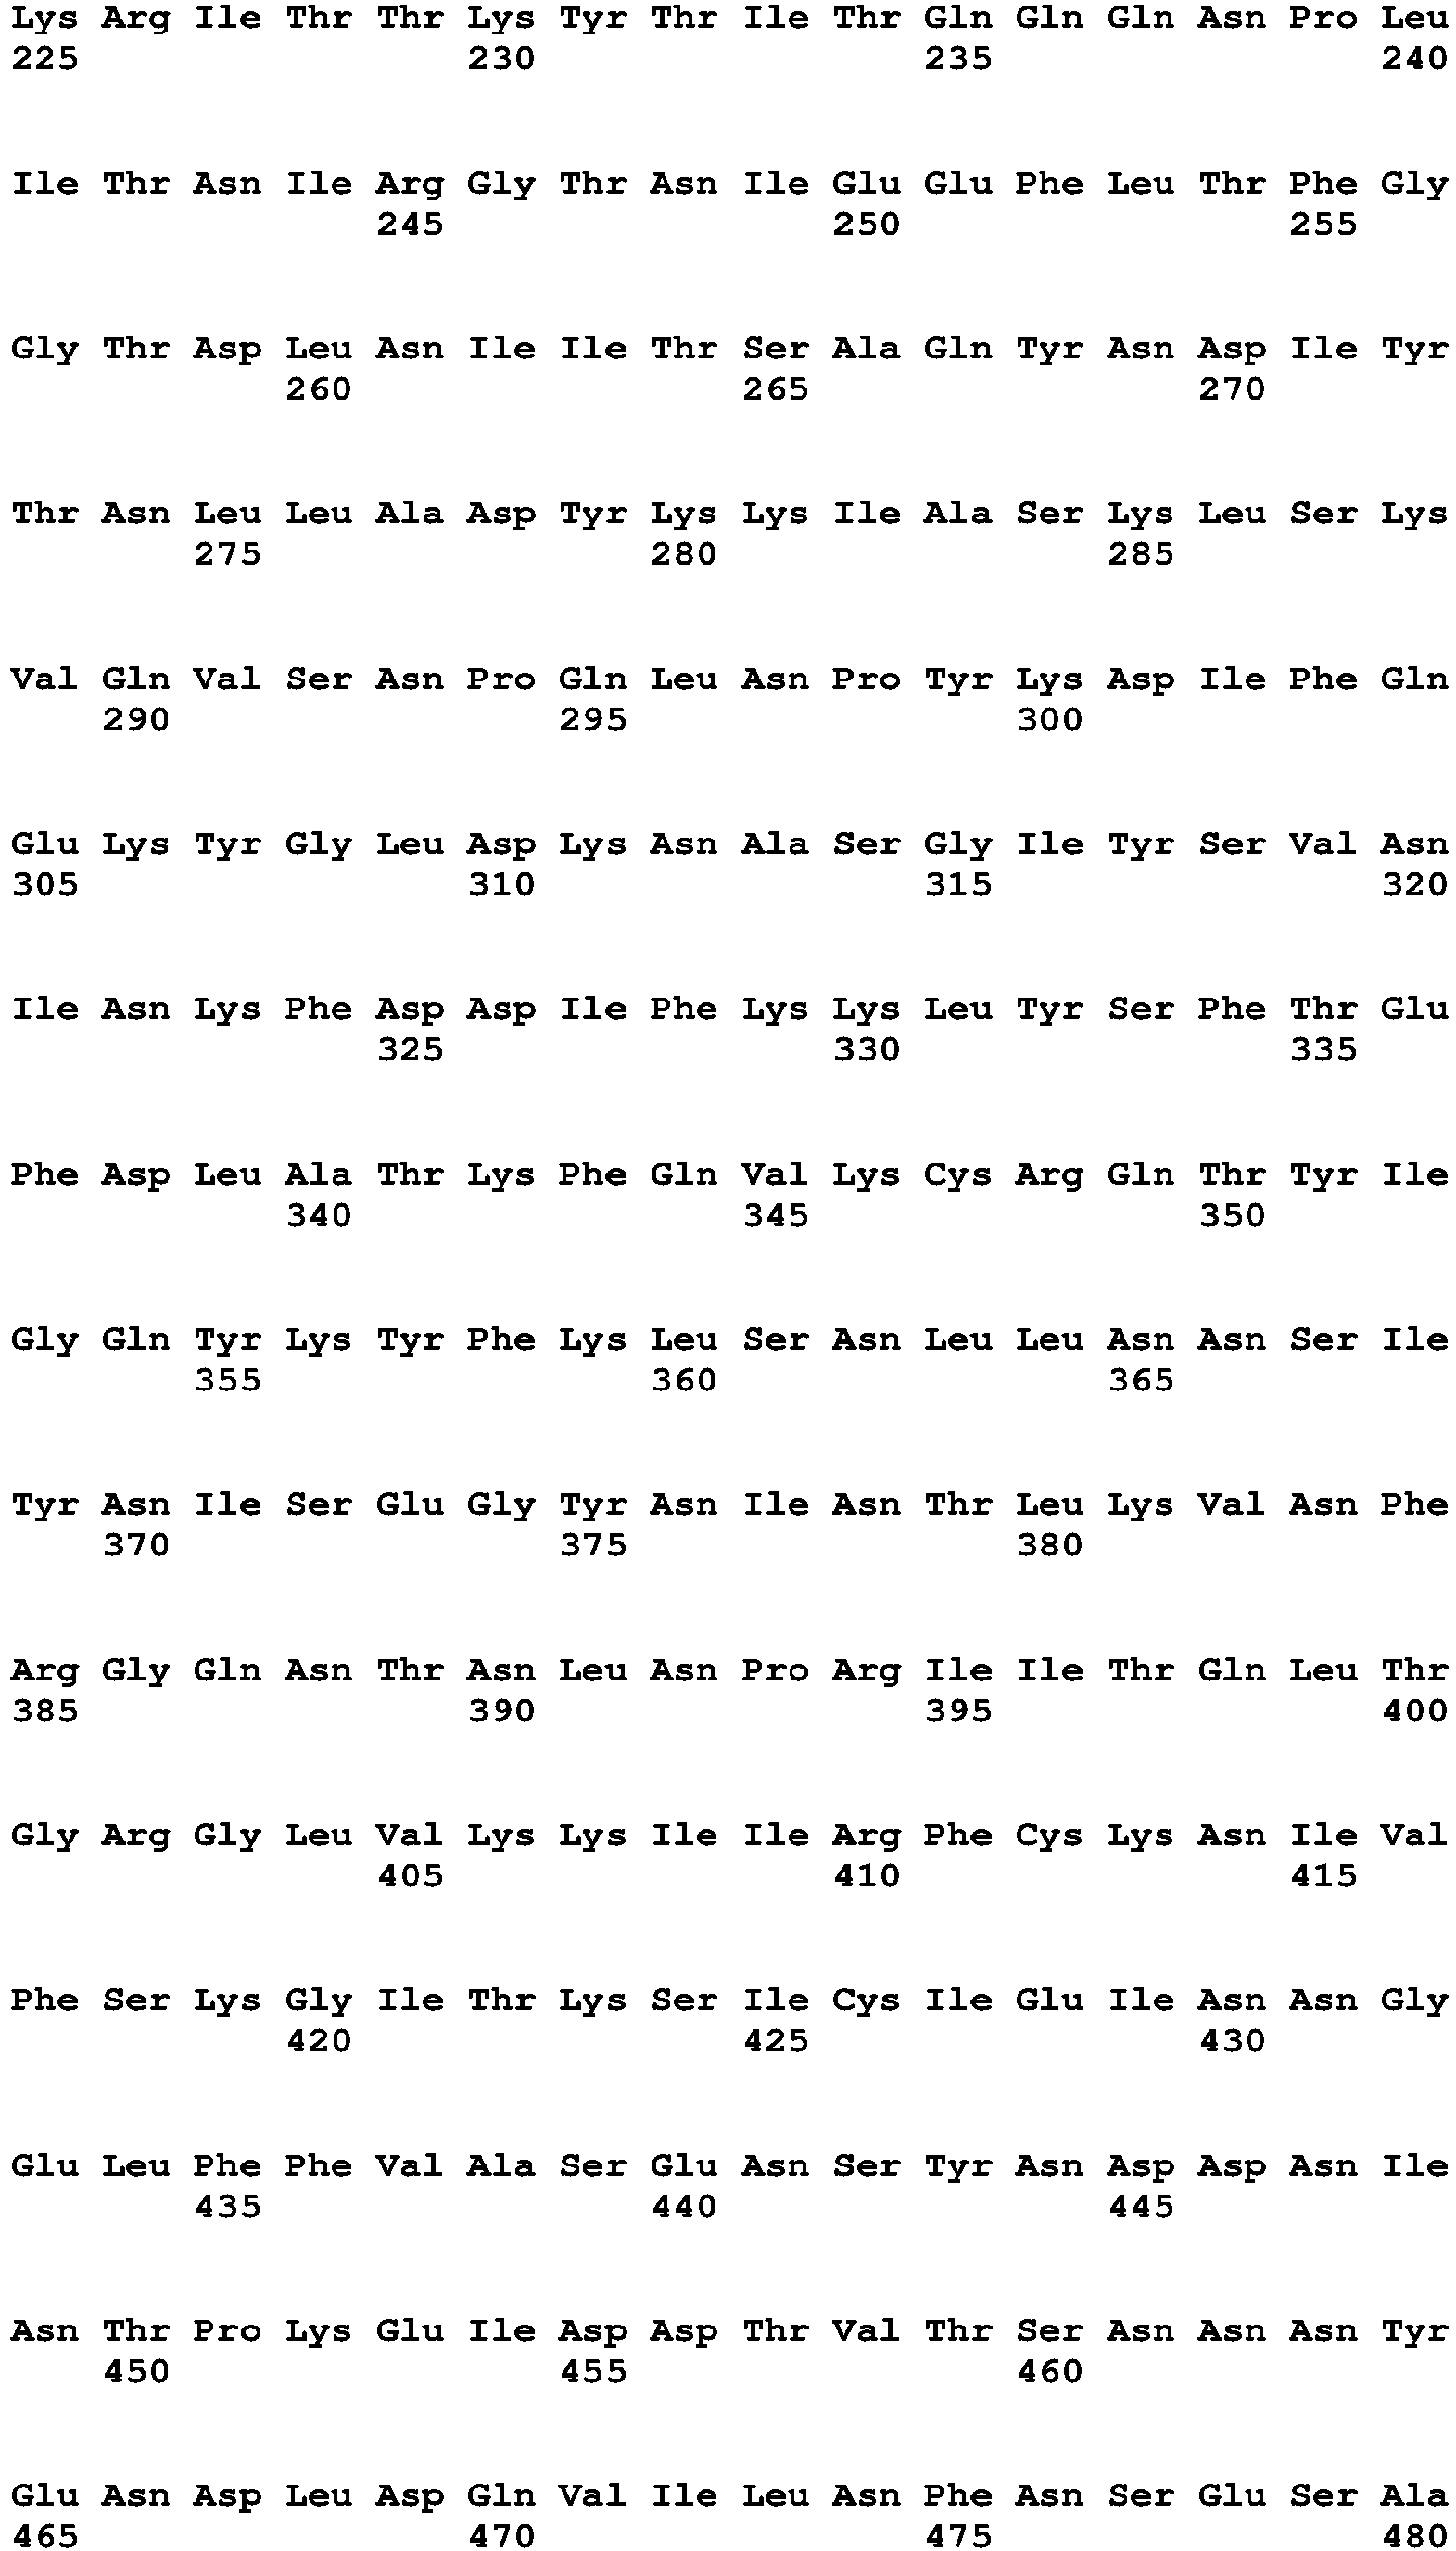 Lys Arg Ile Thr Thr Lys Tyr Thr Ile Thr Gln Gln Gln Asn Pro Leu
225 230 235 240
Ile Thr Asn Ile Arg Gly Thr Asn Ile Glu Glu Phe Leu Thr Phe Gly
245 250 255
Gly Thr Asp Leu Asn Ile Ile Thr Ser Ala Gln Tyr Asn Asp Ile Tyr
260 265 270
Thr Asn Leu Leu Ala Asp Tyr Lys Lys Ile Ala Ser Lys Leu Ser Lys
275 280 285
Val Gln Val Ser Asn Pro Gln Leu Asn Pro Tyr Lys Asp Ile Phe Gln
290 295 300
Glu Lys Tyr Gly Leu Asp Lys Asn Ala Ser Gly Ile Tyr Ser Val Asn
305 310 315 320
Ile Asn Lys Phe Asp Asp Ile Phe Lys Lys Leu Tyr Ser Phe Thr Glu
325 330 335
Phe Asp Leu Ala Thr Lys Phe Gln Val Lys Cys Arg Gln Thr Tyr Ile
340 345 350
Gly Gln Tyr Lys Tyr Phe Lys Leu Ser Asn Leu Leu Asn Asn Ser Ile
355 360 365
Tyr Asn Ile Ser Glu Gly Tyr Asn Ile Asn Thr Leu Lys Val Asn Phe
370 375 380
Arg Gly Gln Asn Thr Asn Leu Asn Pro Arg Ile Ile Thr Gln Leu Thr
385 390 395 400
Gly Arg Gly Leu Val Lys Lys Ile Ile Arg Phe Cys Lys Asn Ile Val
405 410 415
Phe Ser Lys Gly Ile Thr Lys Ser Ile Cys Ile Glu Ile Asn Asn Gly
420 425 430
Glu Leu Phe Phe Val Ala Ser Glu Asn Ser Tyr Asn Asp Asp Asn Ile
435 440 445
Asn Thr Pro Lys Glu Ile Asp Asp Thr Val Thr Ser Asn Asn Asn Tyr
450 455 460
Glu Asn Asp Leu Asp Gln Val Ile Leu Asn Phe Asn Ser Glu Ser Ala
465 470 475 480